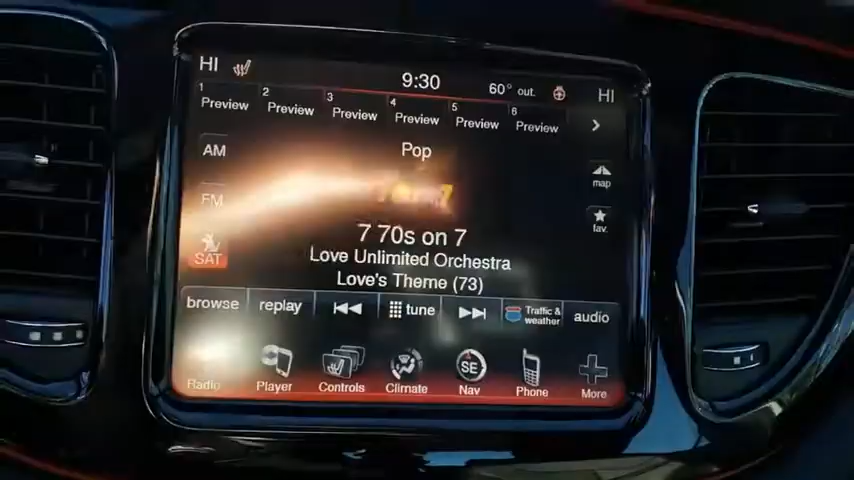 HI 9:30 60° out. HI
1 2 3 4 5 6
Preview Preview Preview Preview Preview Preview
AM
Pop
map
FM
fav.
7 70s on 7
SAT
Love Unlimited Orchestra
Love's Theme (73)
browse replay tune Traffic & weather audio
SE
Radio Player Controls Climate Nav Phone More